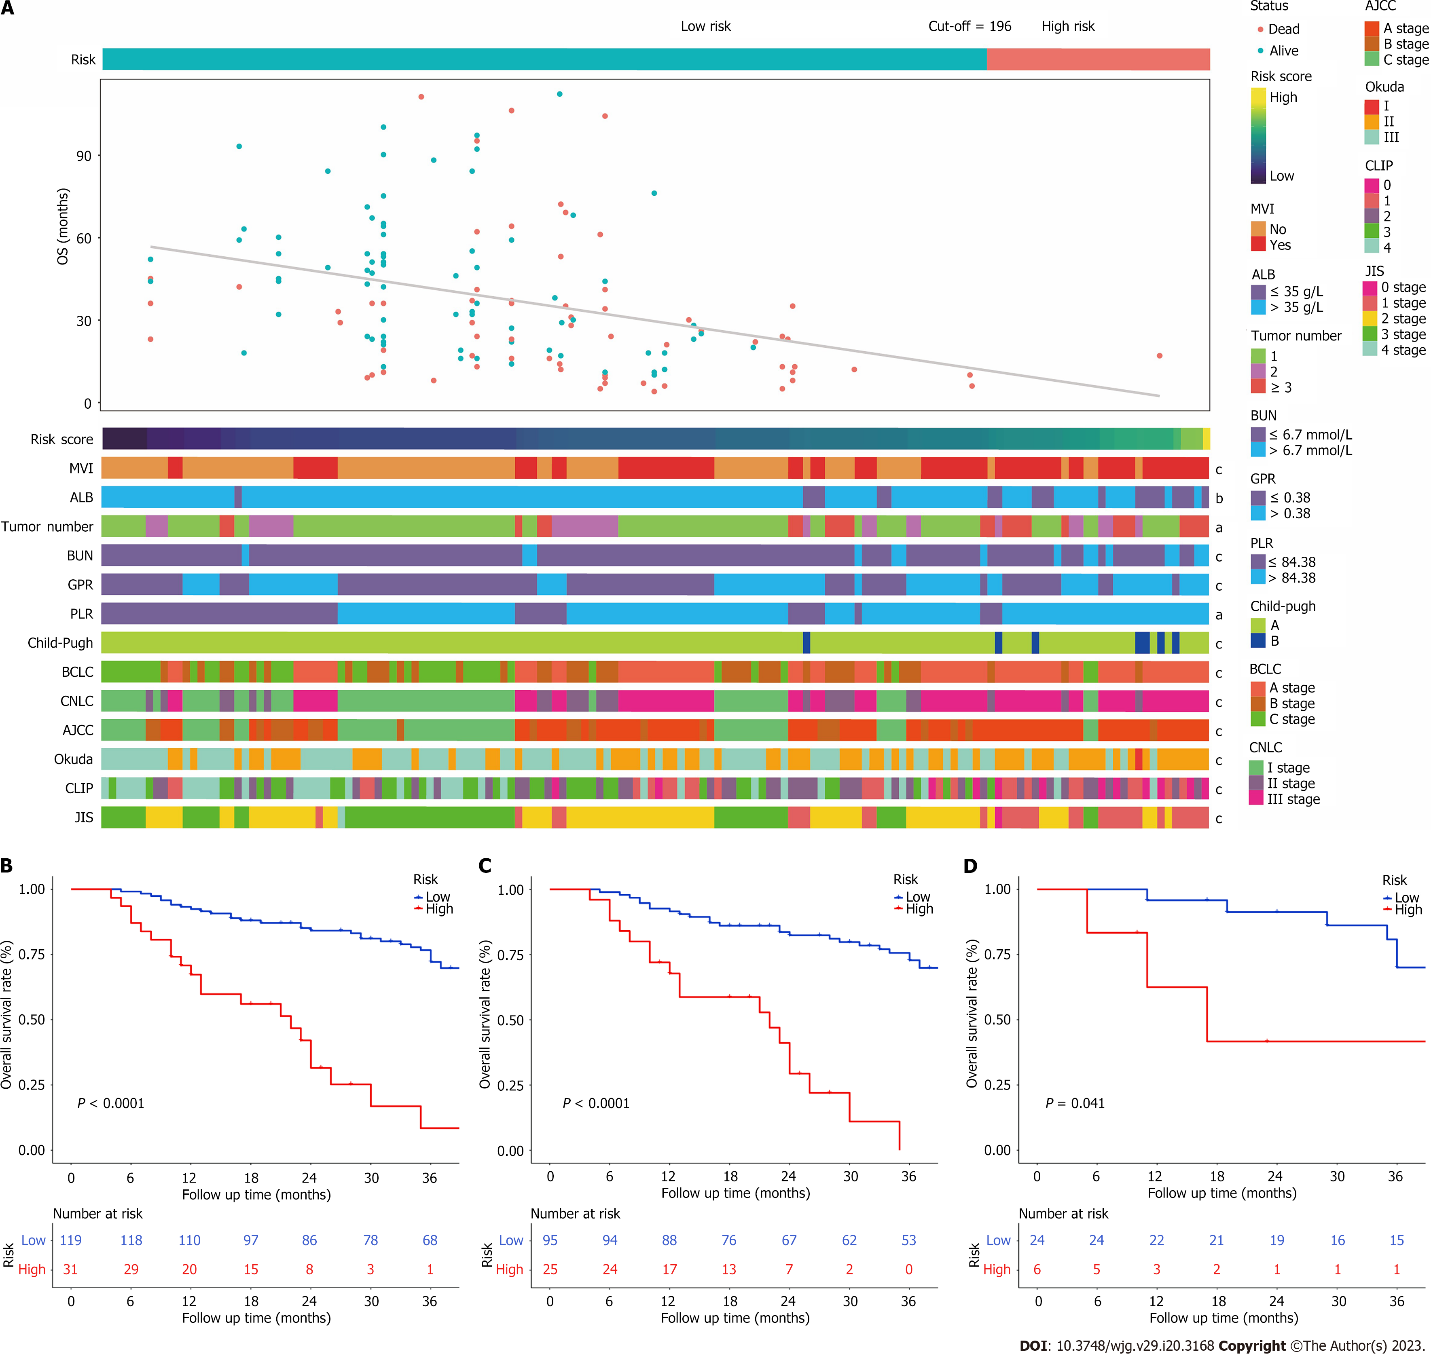 A
Low risk Cut-off = 196 High risk
Risk
OS (months)
90
60
30
0
Risk score
MVI c
ALB b
Tumor number a
BUN c
GPR c
PLR a
Child-Pugh c
BCLC c
CNLC c
AJCC c
Okuda c
CLIP c
JIS c
Status
Dead
Alive
Risk score
High
Low
MVI
No
Yes
ALB
≤ 35 g/L
> 35 g/L
Tumor number
1
2
≥ 3
BUN
≤ 6.7 mmol/L
> 6.7 mmol/L
GPR
≤ 0.38
> 0.38
PLR
≤ 84.38
> 84.38
Child-pugh
A
B
BCLC
A stage
B stage
C stage
CNLC
I stage
II stage
III stage
AJCC
A stage
B stage
C stage
Okuda
I
II
III
CLIP
0
1
2
3
4
JIS
0 stage
1 stage
2 stage
3 stage
4 stage
B
Risk
Low
High
Overall survival rate (%)
1.00
0.75
0.50
0.25
0.00
P < 0.0001
0 6 12 18 24 30 36
Follow up time (months)
Number at risk
Risk
Low 119 118 110 97 86 78 68
High 31 29 20 15 8 3 1
0 6 12 18 24 30 36
Follow up time (months)
C
Risk
Low
High
Overall survival rate (%)
1.00
0.75
0.50
0.25
0.00
P < 0.0001
0 6 12 18 24 30 36
Follow up time (months)
Number at risk
Risk
Low 95 94 88 76 67 62 53
High 25 24 17 13 7 2 0
0 6 12 18 24 30 36
Follow up time (months)
D
Risk
Low
High
Overall survival rate (%)
1.00
0.75
0.50
0.25
0.00
P = 0.041
0 6 12 18 24 30 36
Follow up time (months)
Number at risk
Risk
Low 24 24 22 21 19 16 15
High 6 5 3 2 1 1 1
0 6 12 18 24 30 36
Follow up time (months)
DOI: 10.3748/wjg.v29.i20.3168 Copyright ©The Author(s) 2023.